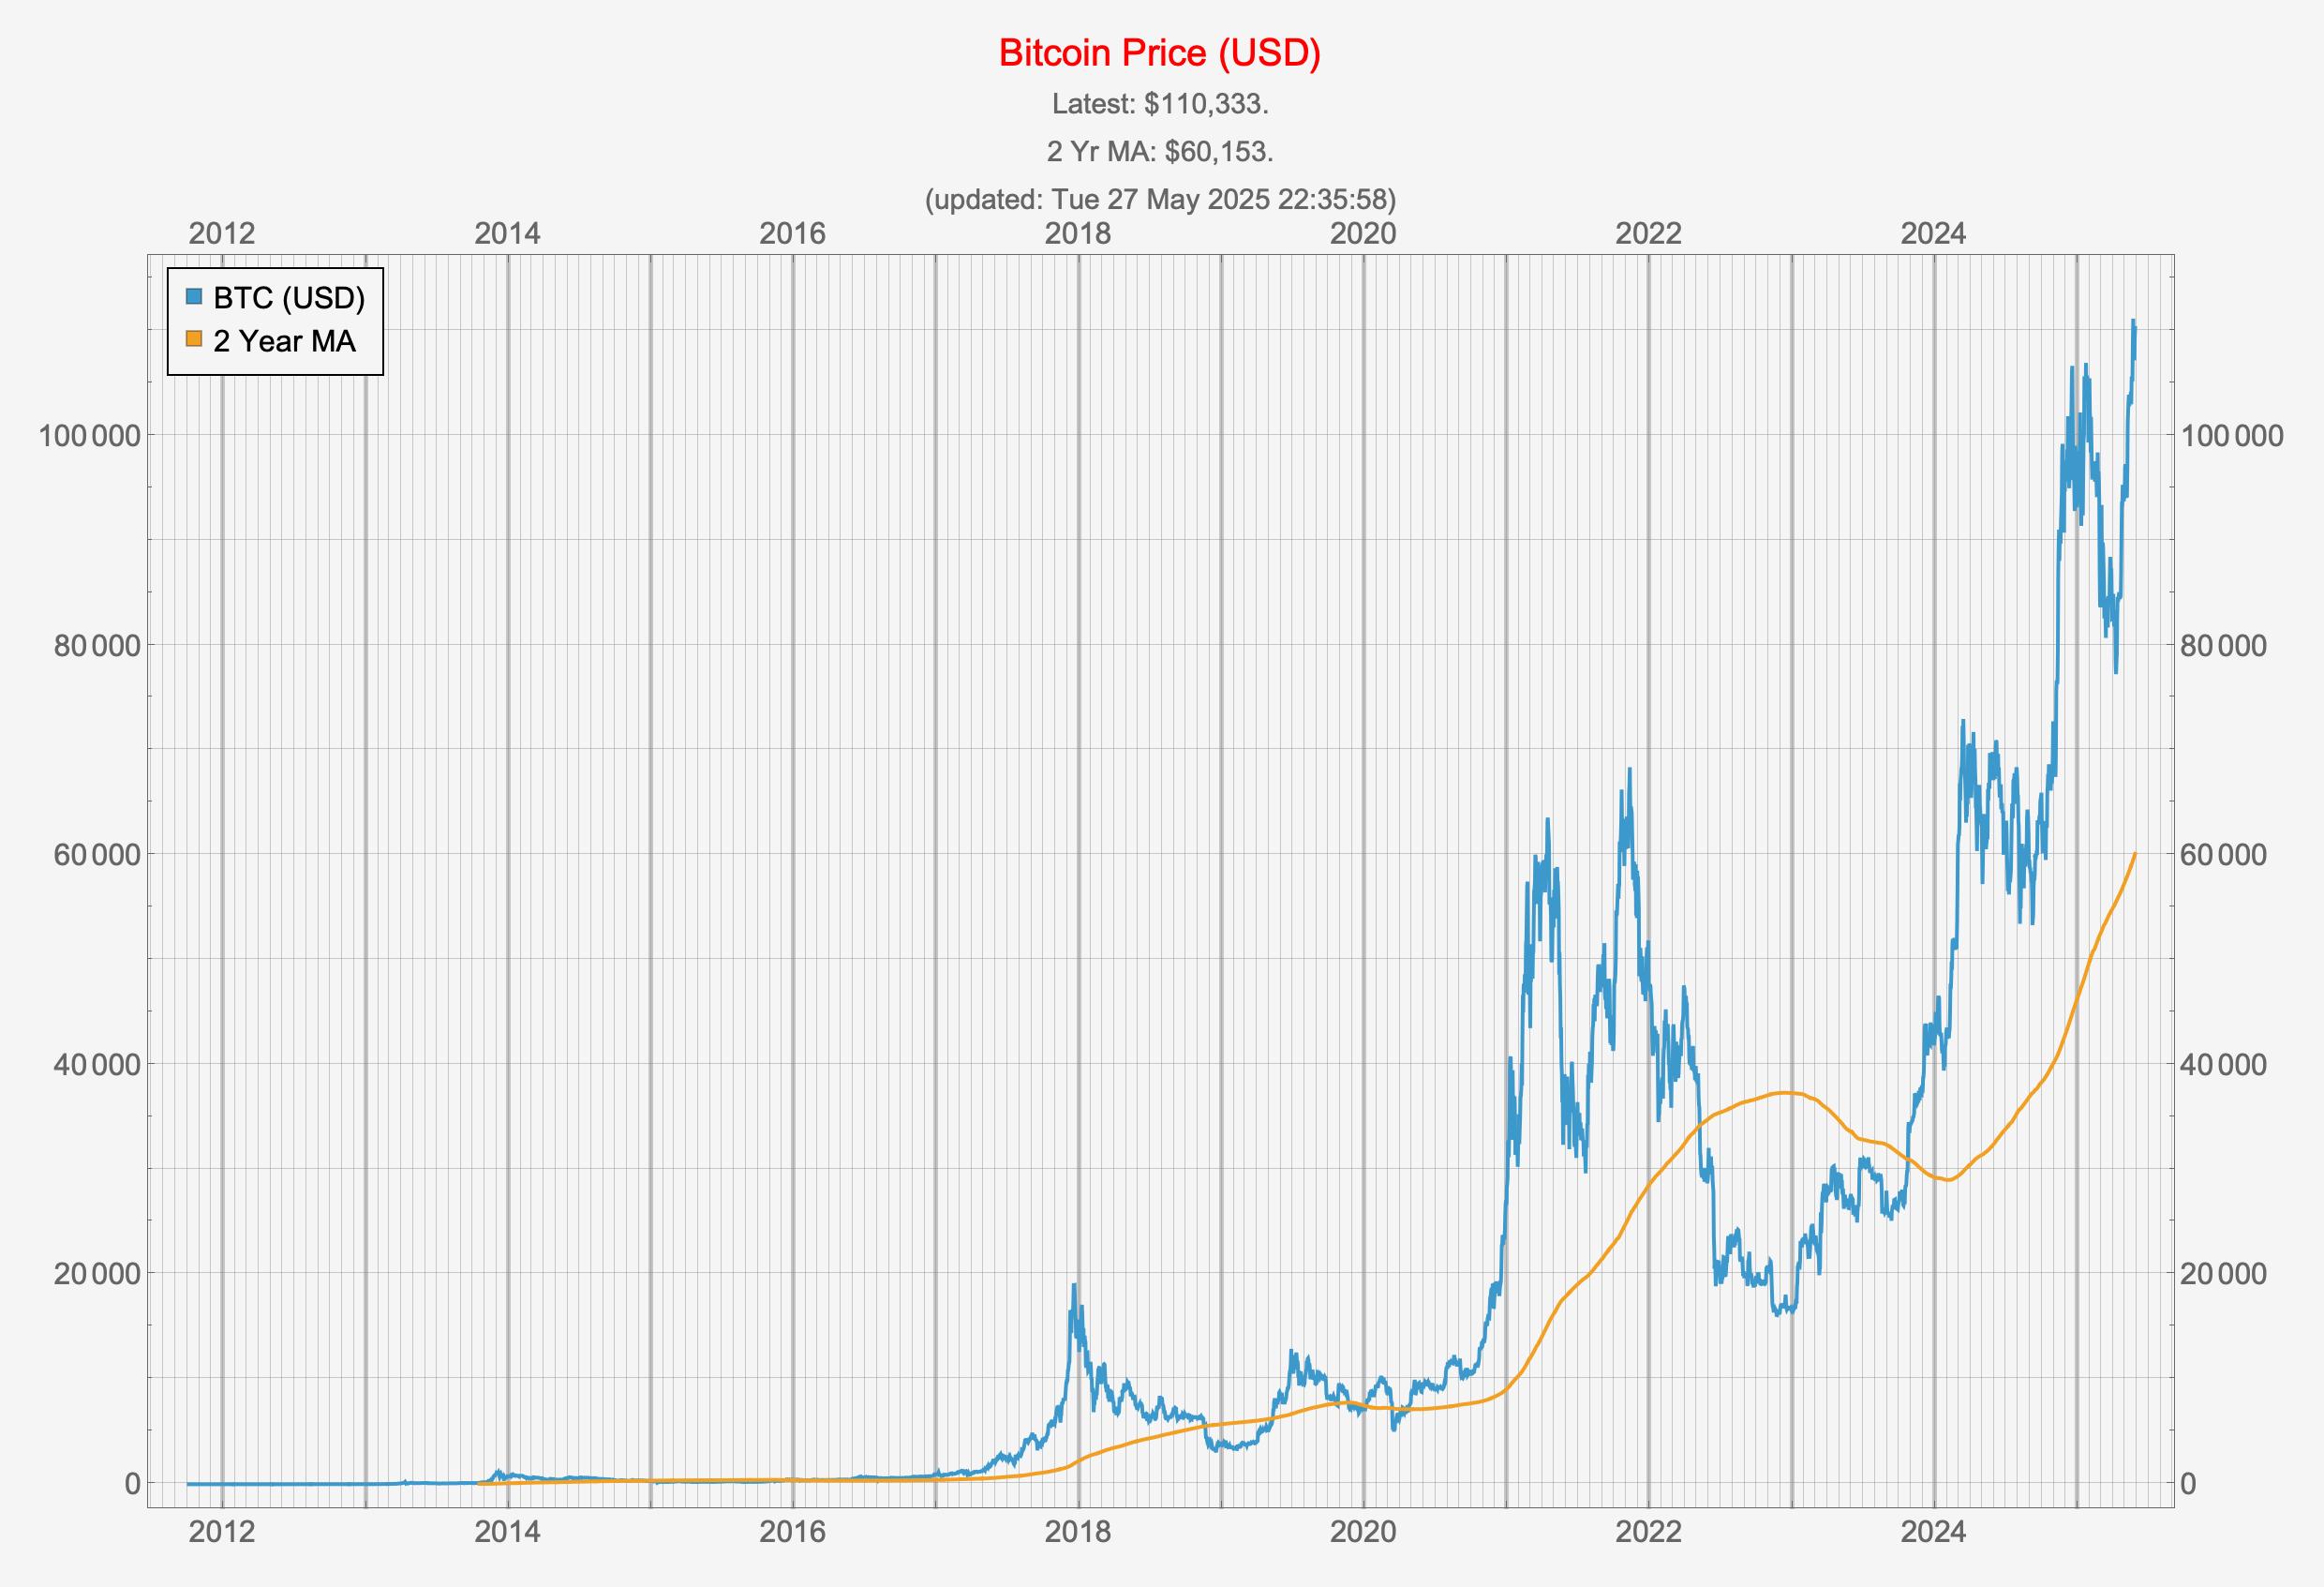 Bitcoin Price (USD)
Latest: $110,333.
2 Yr MA: $60,153.
(updated: Tue 27 May 2025 22:35:58)
2012 2014 2016 2018 2020 2022 2024
BTC (USD)
2 Year MA
100 000 100 000
80 000 80 000
60 000 60 000
40 000 40 000
20 000 20 000
0 0
2012 2014 2016 2018 2020 2022 2024